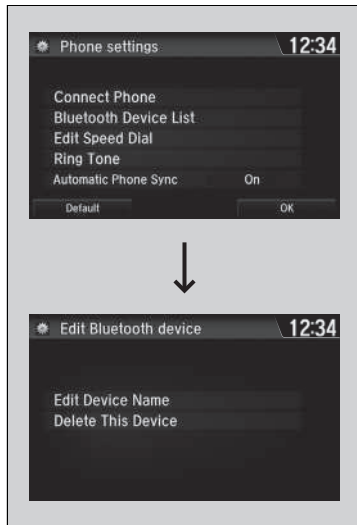 Phone settings 12:34
Connect Phone
Bluetooth Device List
Edit Speed Dial
Ring Tone
Automatic Phone Sync On
Default OK
Edit Bluetooth device 12:34
Edit Device Name
Delete This Device